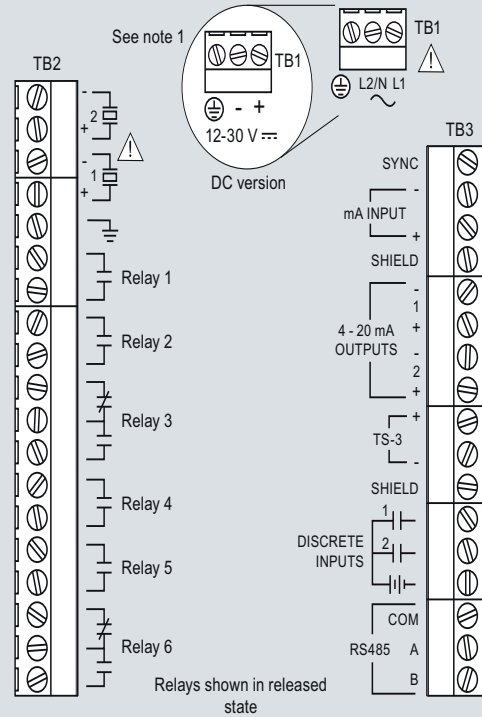 See note 1
TB1
- +
12-30 V
DC version
TB1
L2/N L1
TB2
-
2
+
-
1
+
Relay 1
Relay 2
Relay 3
Relay 4
Relay 5
Relay 6
Relays shown in released
state
TB3
SYNC
-
mA INPUT
+
SHIELD
-
1
+
4 - 20 mA
OUTPUTS
-
2
+
+
TS-3
-
SHIELD
1
DISCRETE
2
INPUTS
COM
RS485 A
B